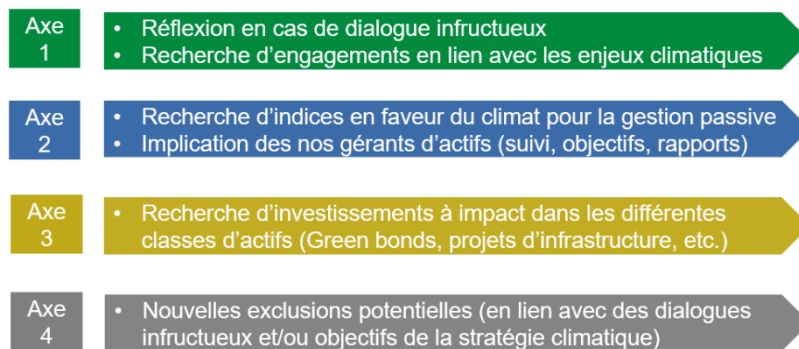 Axe
1
• Réflexion en cas de dialogue infructueux
• Recherche d'engagements en lien avec les enjeux climatiques
Axe
2
• Recherche d'indices en faveur du climat pour la gestion passive
• Implication des nos gérants d'actifs (suivi, objectifs, rapports)
Axe
3
• Recherche d'investissements à impact dans les différentes
classes d'actifs (Green bonds, projets d'infrastructure, etc.)
Axe
4
• Nouvelles exclusions potentielles (en lien avec des dialogues
infructueux et/ou objectifs de la stratégie climatique)